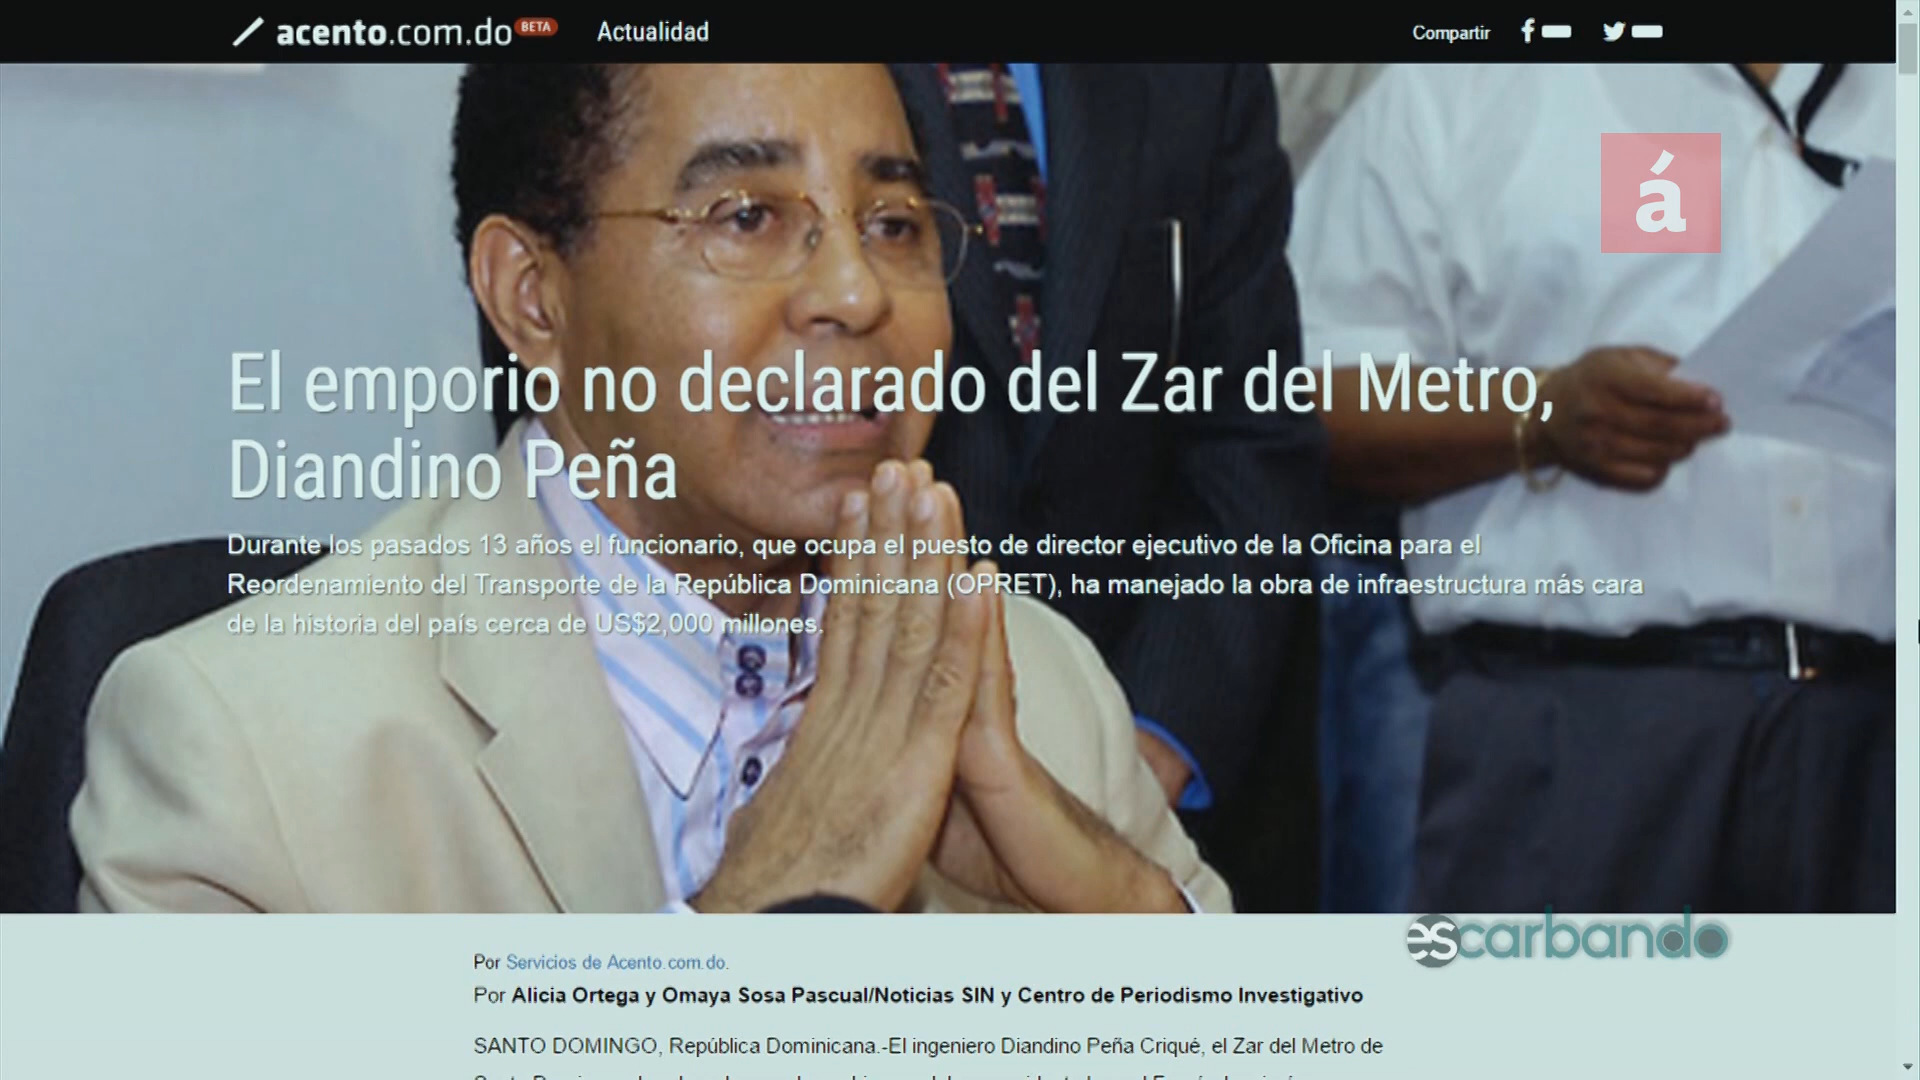 acento.com.do BETA Actualidad Compartir
á
El emporio no declarado del Zar del Metro,
Diandino Peña
Durante los pasados 13 años el funcionario, que ocupa el puesto de director ejecutivo de la Oficina para el
Reordenamiento del Transporte de la República Dominicana (OPRET), ha manejado la obra de infraestructura más cara
de la historia del país cerca de US$2,000 millones.
escarbando
Por Servicios de Acento.com.do.
Por Alicia Ortega y Omaya Sosa Pascual/Noticias SIN y Centro de Periodismo Investigativo
SANTO DOMINGO, República Dominicana.-El ingeniero Diandino Peña Criqué, el Zar del Metro de